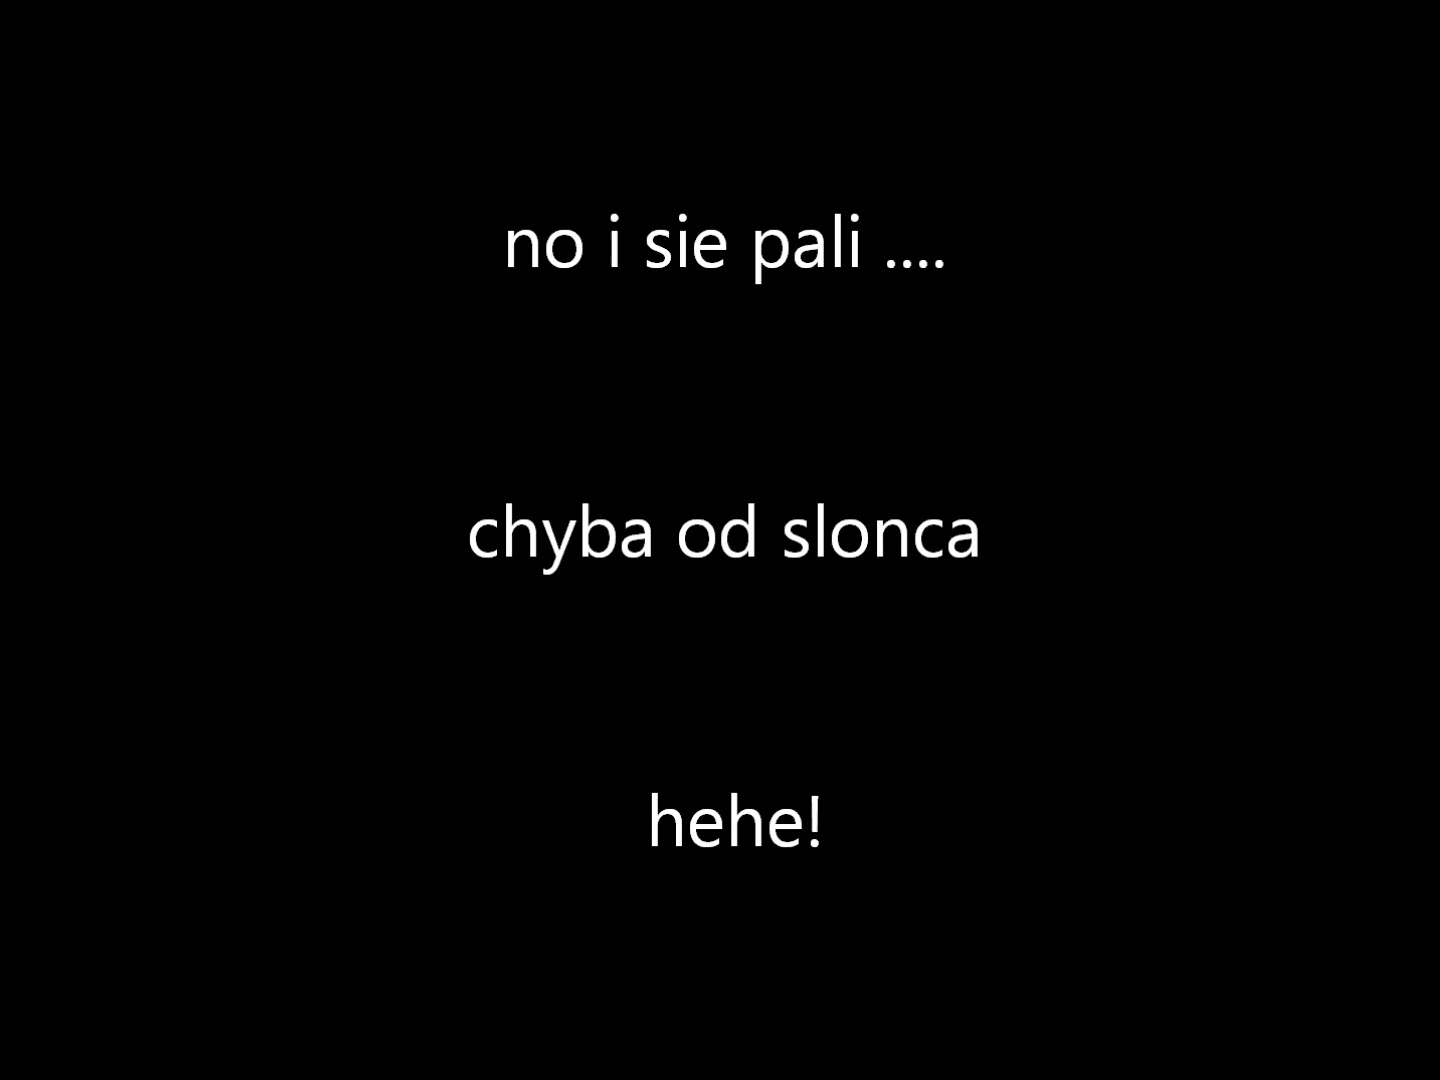 no i sie pali ....
chyba od slonca
hehe!